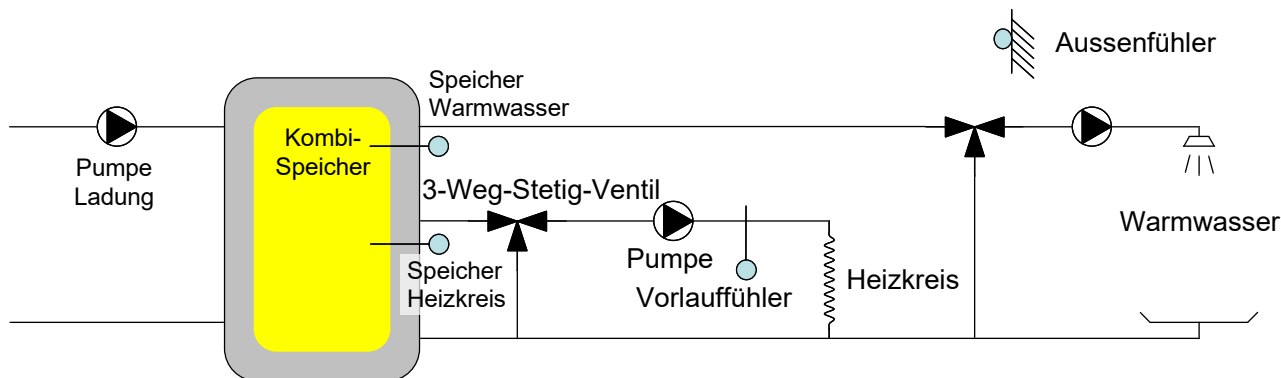 Aussenfühler
Speicher
Warmwasser
Kombi-
Speicher
Pumpe
Ladung
3-Weg-Stetig-Ventil
Warmwasser
Pumpe
Speicher
Heizkreis
Vorlauffühler
Heizkreis